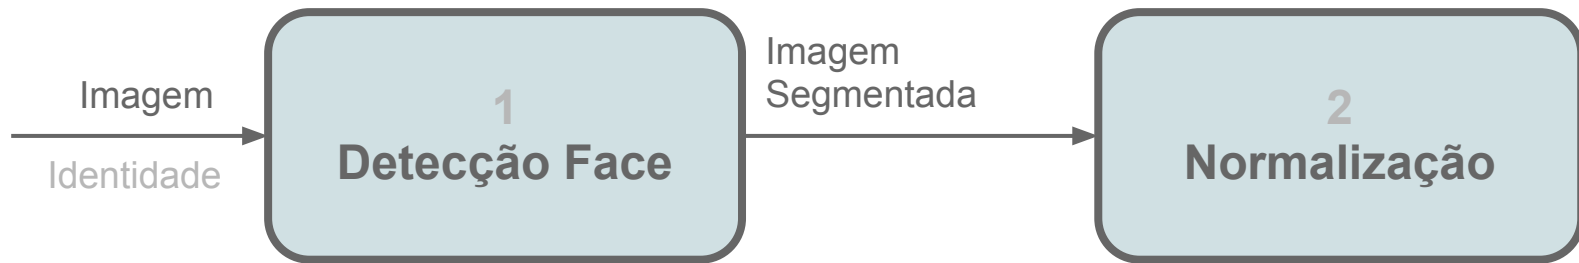 Imagem
Identidade
1
Detecção Face
Imagem
Segmentada
2
Normalização